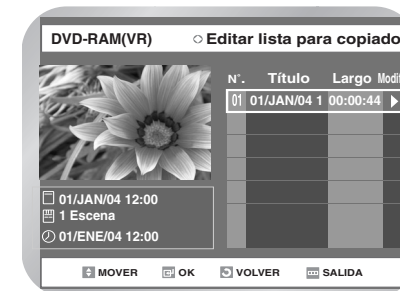 DVD-RAM(VR) Editar lista para copiado
N°. Título Largo Modif
01 01/JAN/04 1 00:00:44
01/JAN/04 12:00
1 Escena
01/ENE/04 12:00
MOVER OK VOLVER SALIDA